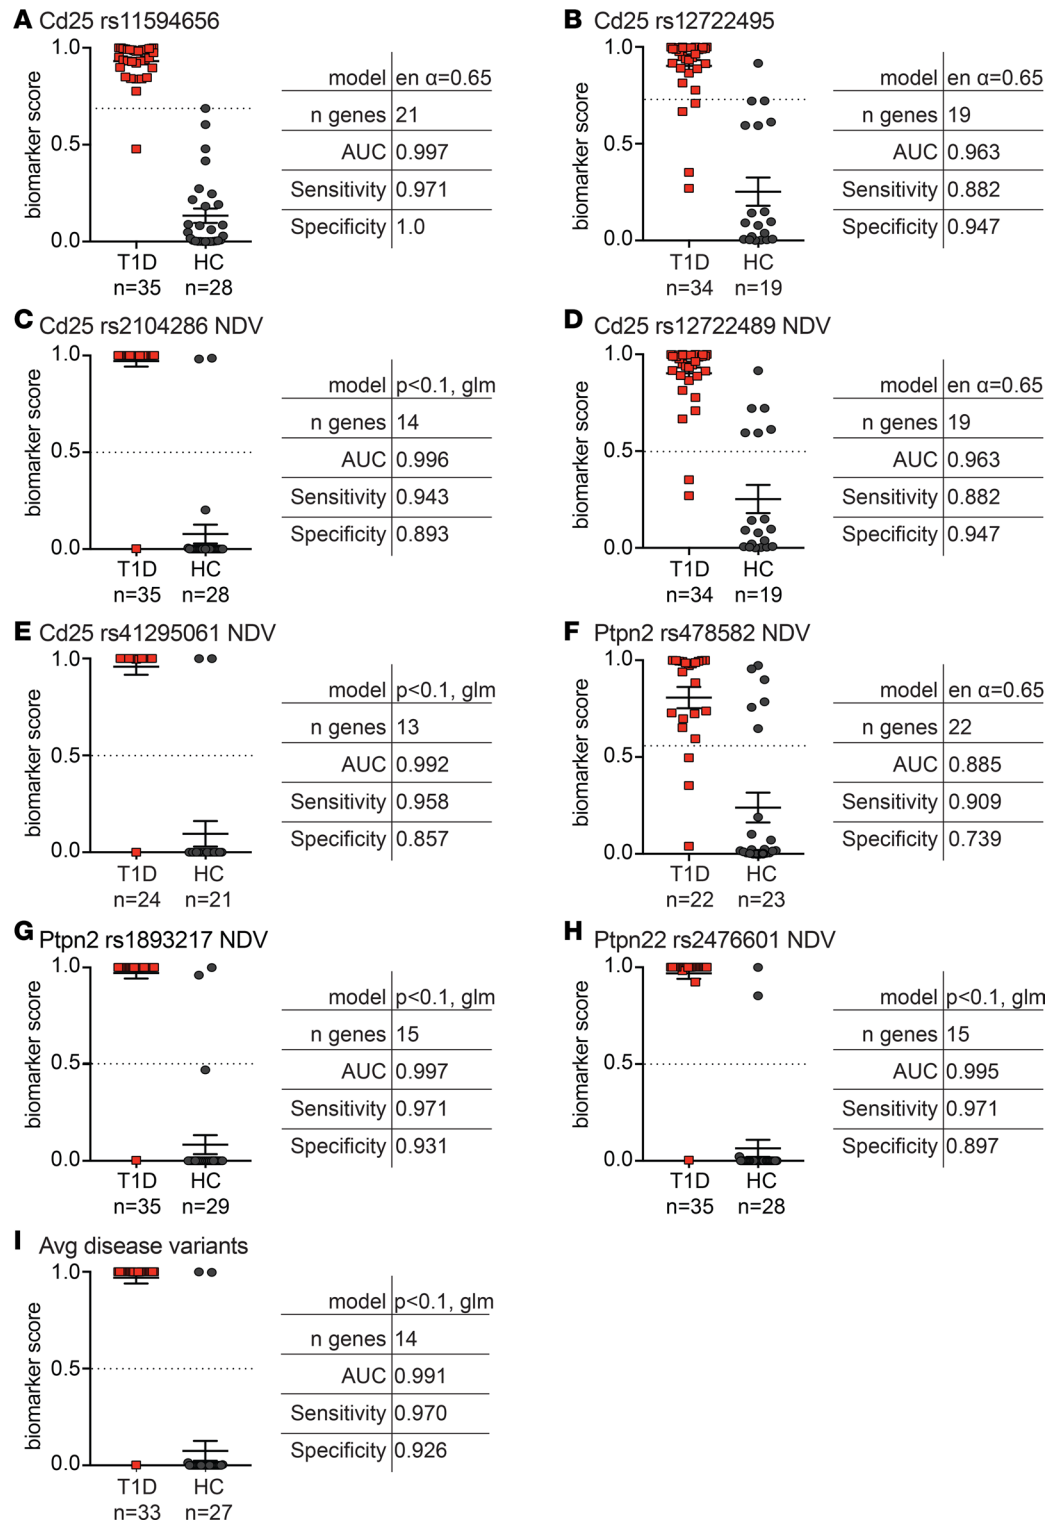 A Cd25 rs11594656
biomarker score
1.0
0.5
0.0
T1D HC
n=35 n=28
model en α=0.65
n genes 21
AUC 0.997
Sensitivity 0.971
Specificity 1.0
B Cd25 rs12722495
biomarker score
1.0
0.5
0.0
T1D HC
n=34 n=19
model en α=0.65
n genes 19
AUC 0.963
Sensitivity 0.882
Specificity 0.947
C Cd25 rs2104286 NDV
biomarker score
1.0
0.5
0.0
T1D HC
n=35 n=28
model p<0.1, glm
n genes 14
AUC 0.996
Sensitivity 0.943
Specificity 0.893
D Cd25 rs12722489 NDV
biomarker score
1.0
0.5
0.0
T1D HC
n=34 n=19
model en α=0.65
n genes 19
AUC 0.963
Sensitivity 0.882
Specificity 0.947
E Cd25 rs41295061 NDV
biomarker score
1.0
0.5
0.0
T1D HC
n=24 n=21
model p<0.1, glm
n genes 13
AUC 0.992
Sensitivity 0.958
Specificity 0.857
F Ptpn2 rs478582 NDV
biomarker score
1.0
0.5
0.0
T1D HC
n=22 n=23
model en α=0.65
n genes 22
AUC 0.885
Sensitivity 0.909
Specificity 0.739
G Ptpn2 rs1893217 NDV
biomarker score
1.0
0.5
0.0
T1D HC
n=35 n=29
model p<0.1, glm
n genes 15
AUC 0.997
Sensitivity 0.971
Specificity 0.931
H Ptpn22 rs2476601 NDV
biomarker score
1.0
0.5
0.0
T1D HC
n=35 n=28
model p<0.1, glm
n genes 15
AUC 0.995
Sensitivity 0.971
Specificity 0.897
I Avg disease variants
biomarker score
1.0
0.5
0.0
T1D HC
n=33 n=27
model p<0.1, glm
n genes 14
AUC 0.991
Sensitivity 0.970
Specificity 0.926